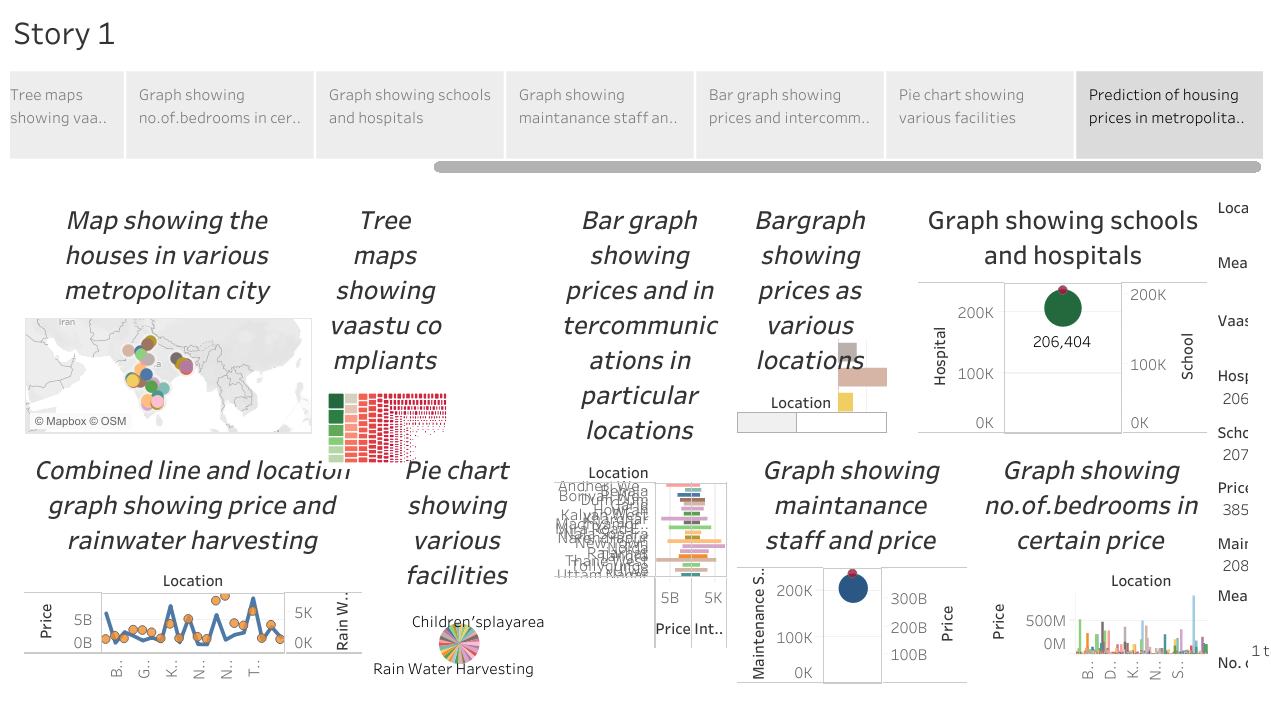 Story 1
Tree maps
showing vaa..
Graph showing
no.of.bedrooms in cer..
Graph showing schools
and hospitals
Graph showing
maintanance staff an..
Bar graph showing
prices and intercomm..
Pie chart showing
various facilities
Prediction of housing
prices in metropolita..
Map showing the
houses in various
metropolitan city
Iran
© Mapbox © OSM
Tree
maps
showing
vaastu co
mpliants
Bar graph
showing
prices and in
tercommunic
ations in
particular
locations
Location
Price
Int..
5B
5K
Bargraph
showing
prices as
various
locations
Location
Graph showing schools
and hospitals
Hospital
200K
100K
0K
206,404
200K
100K
0K
School
Loca
Mea
Vaas
Hosp
206
Scho
207
Price
385
Main
208
Mea
No. o
1t
Combined line and location
graph showing price and
rainwater harvesting
Location
Price
5B
0B
5K
0K
Rain W..
B..
G..
K..
N..
N..
T..
Pie chart
showing
various
facilities
Children'splayarea
Rain Water Harvesting
Graph showing
maintanance
staff and price
Maintenance S..
200K
100K
0K
300B
200B
100B
Price
Graph showing
no.of.bedrooms in
certain price
Location
Price
500M
0M
B..
D..
K..
N..
S..